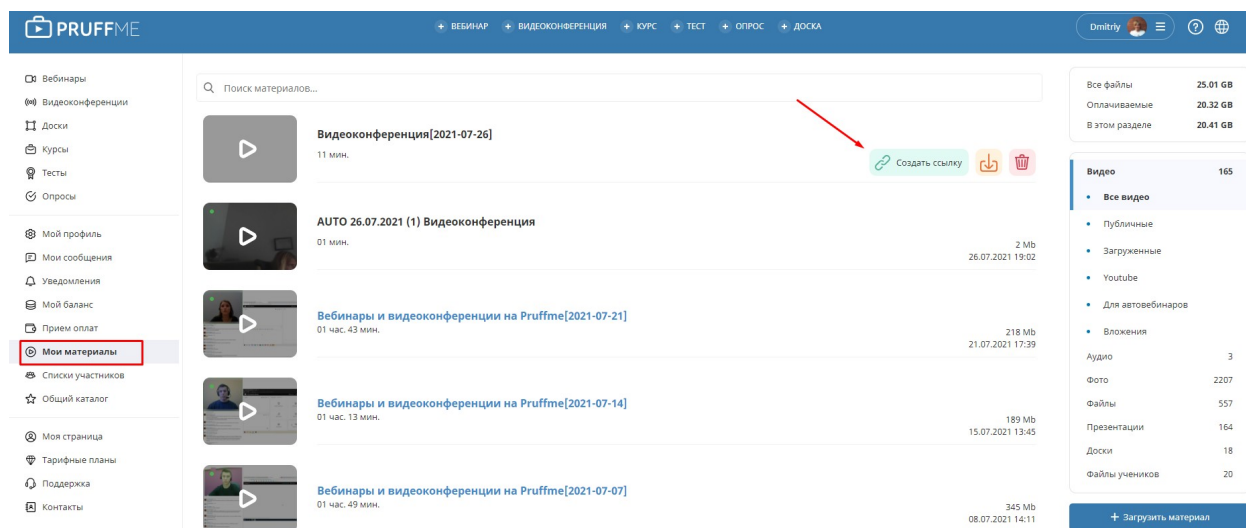 PRUFFME
+ ВЕБИНАР + ВИДЕОКОНФЕРЕНЦИЯ + КУРС + ТЕСТ + ОПРОС + ДОСКА
Dmitriy
Вебинары
Видеоконференции
Доски
Курсы
Тесты
Опросы
Мой профиль
Мои сообщения
Уведомления
Мой баланс
Прием оплат
Мои материалы
Списки участников
Общий каталог
Моя страница
Тарифные планы
Поддержка
Контакты
Поиск материалов...
Видеоконференция[2021-07-26]
11 мин.
Создать ссылку
AUTO 26.07.2021 (1) Видеоконференция
01 мин.
2 Mb
26.07.2021 19:02
Вебинары и видеоконференции на Pruffme[2021-07-21]
01 час. 43 мин.
218 Mb
21.07.2021 17:39
Вебинары и видеоконференции на Pruffme[2021-07-14]
01 час. 13 мин.
189 Mb
15.07.2021 13:45
Вебинары и видеоконференции на Pruffme[2021-07-07]
01 час. 49 мин.
345 Mb
08.07.2021 14:11
Все файлы 25.01 GB
Оплачиваемые 20.32 GB
В этом разделе 20.41 GB
Видео 165
Все видео
Публичные
Загруженные
Youtube
Для автовебинаров
Вложения
Аудио 3
Фото 2207
Файлы 557
Презентации 164
Доски 18
Файлы учеников 20
+ Загрузить материал